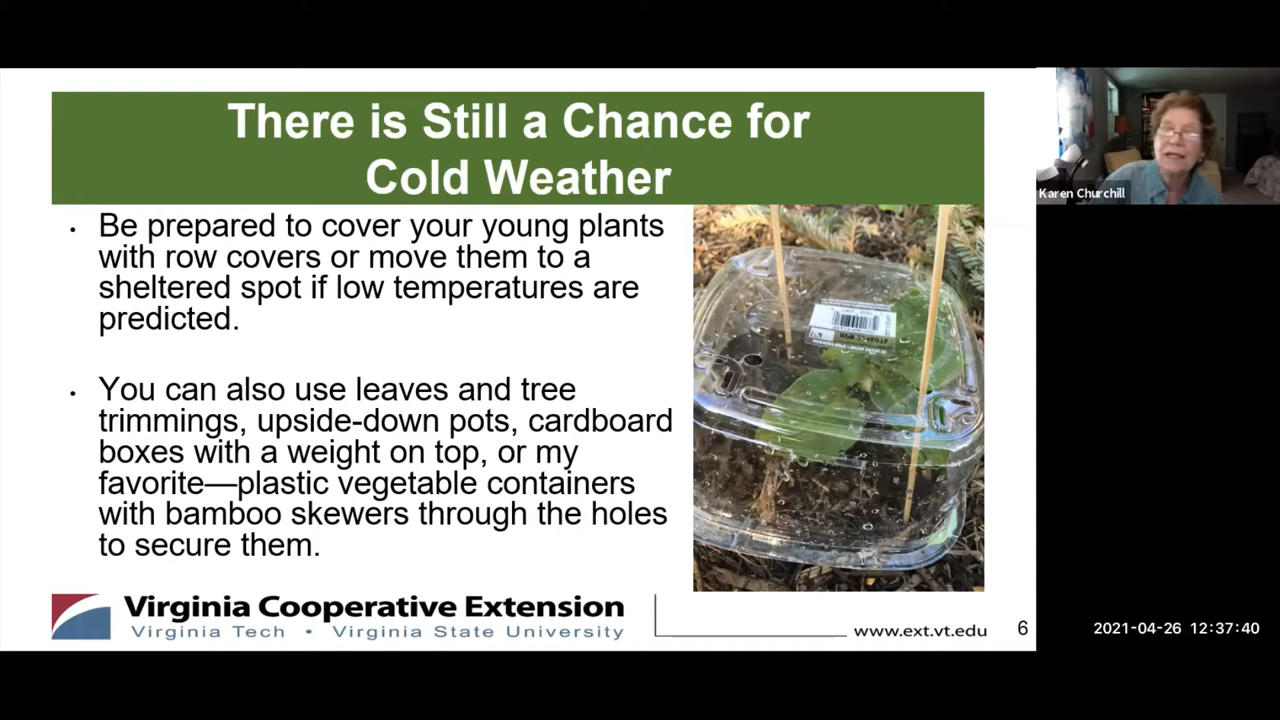 There is Still a Chance for
Cold Weather
• Be prepared to cover your young plants
with row covers or move them to a
sheltered spot if low temperatures are
predicted.
• You can also use leaves and tree
trimmings, upside-down pots, cardboard
boxes with a weight on top, or my
favorite—plastic vegetable containers
with bamboo skewers through the holes
to secure them.
Virginia Cooperative Extension
Virginia Tech • Virginia State University
www.ext.vt.edu
6
Karen Churchill
2021-04-26 12:37:40